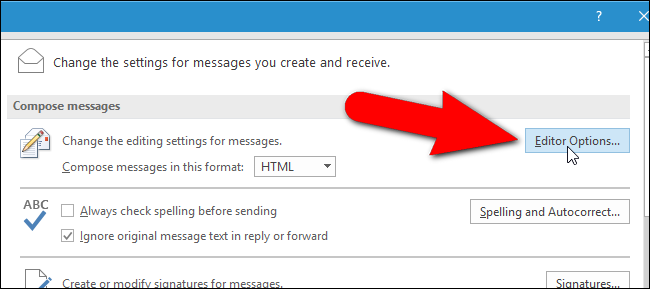 ?
Change the settings for messages you create and receive.
Compose messages
Change the editing settings for messages.
Editor Options...
Compose messages in this format: HTML
ABC
Always check spelling before sending
Spelling and Autocorrect...
Ignore original message text in reply or forward
Create or modify signatures for messages.
Signatures...